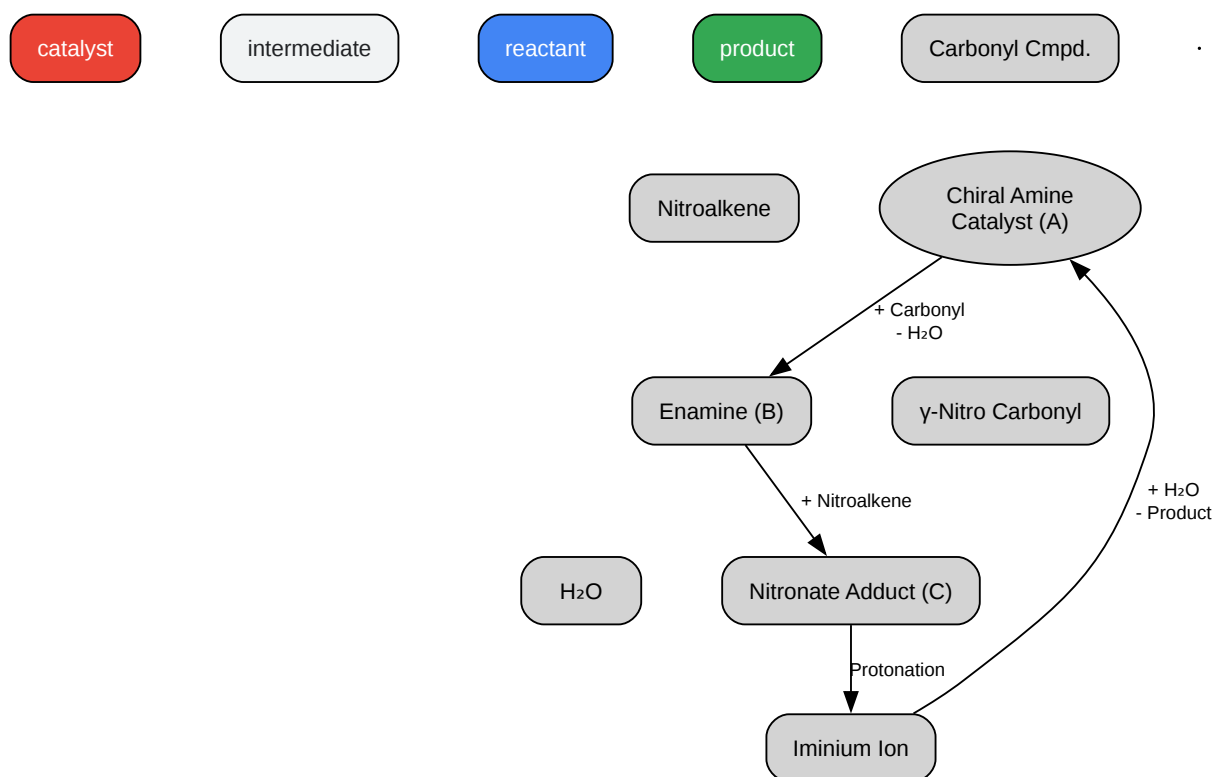 catalyst
intermediate
reactant
product
Carbonyl Cmpd.
Nitroalkene
Chiral Amine
Catalyst (A)
+ Carbonyl
- H₂O
Enamine (B)
γ-Nitro Carbonyl
+ Nitroalkene
+ H₂O
- Product
H₂O
Nitronate Adduct (C)
Protonation
Iminium Ion